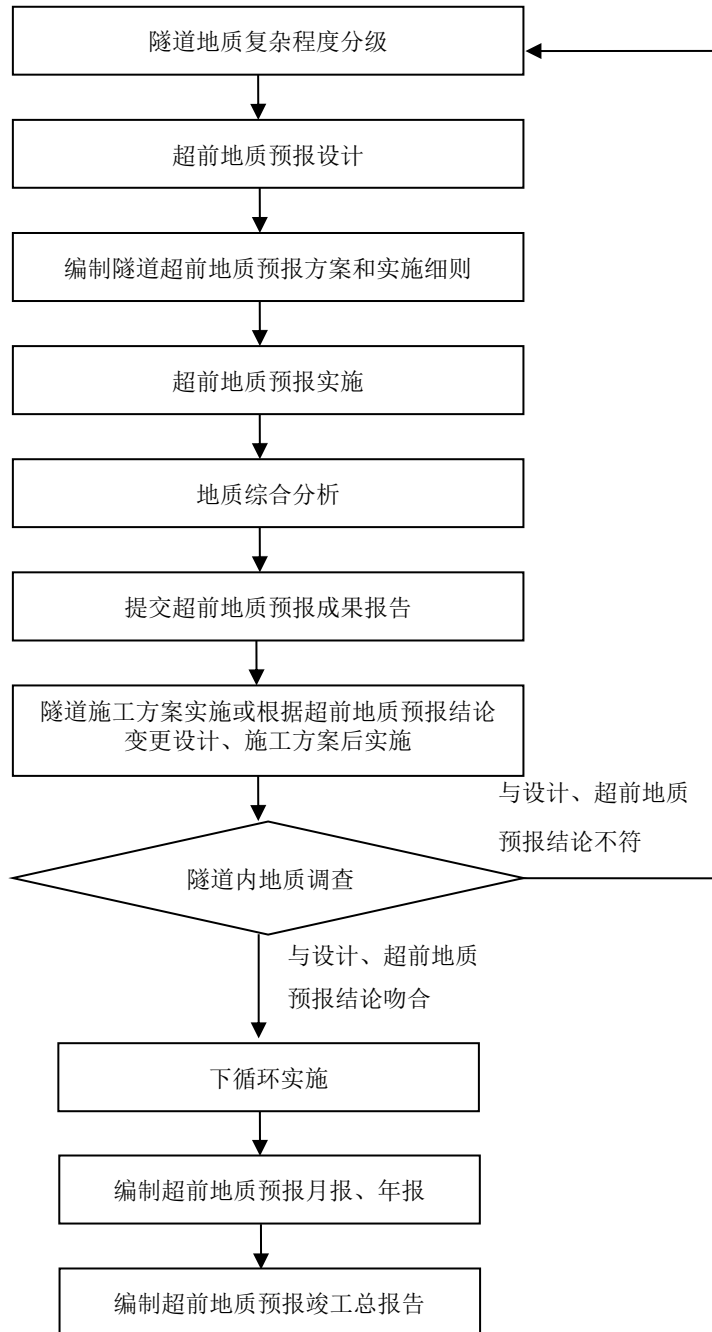 隧道地质复杂程度分级
超前地质预报设计
编制隧道超前地质预报方案和实施细则
超前地质预报实施
地质综合分析
提交超前地质预报成果报告
隧道施工方案实施或根据超前地质预报结论
变更设计、施工方案后实施
与设计、超前地质
预报结论不符
隧道内地质调查
与设计、超前地质
预报结论吻合
下循环实施
编制超前地质预报月报、年报
编制超前地质预报竣工总报告